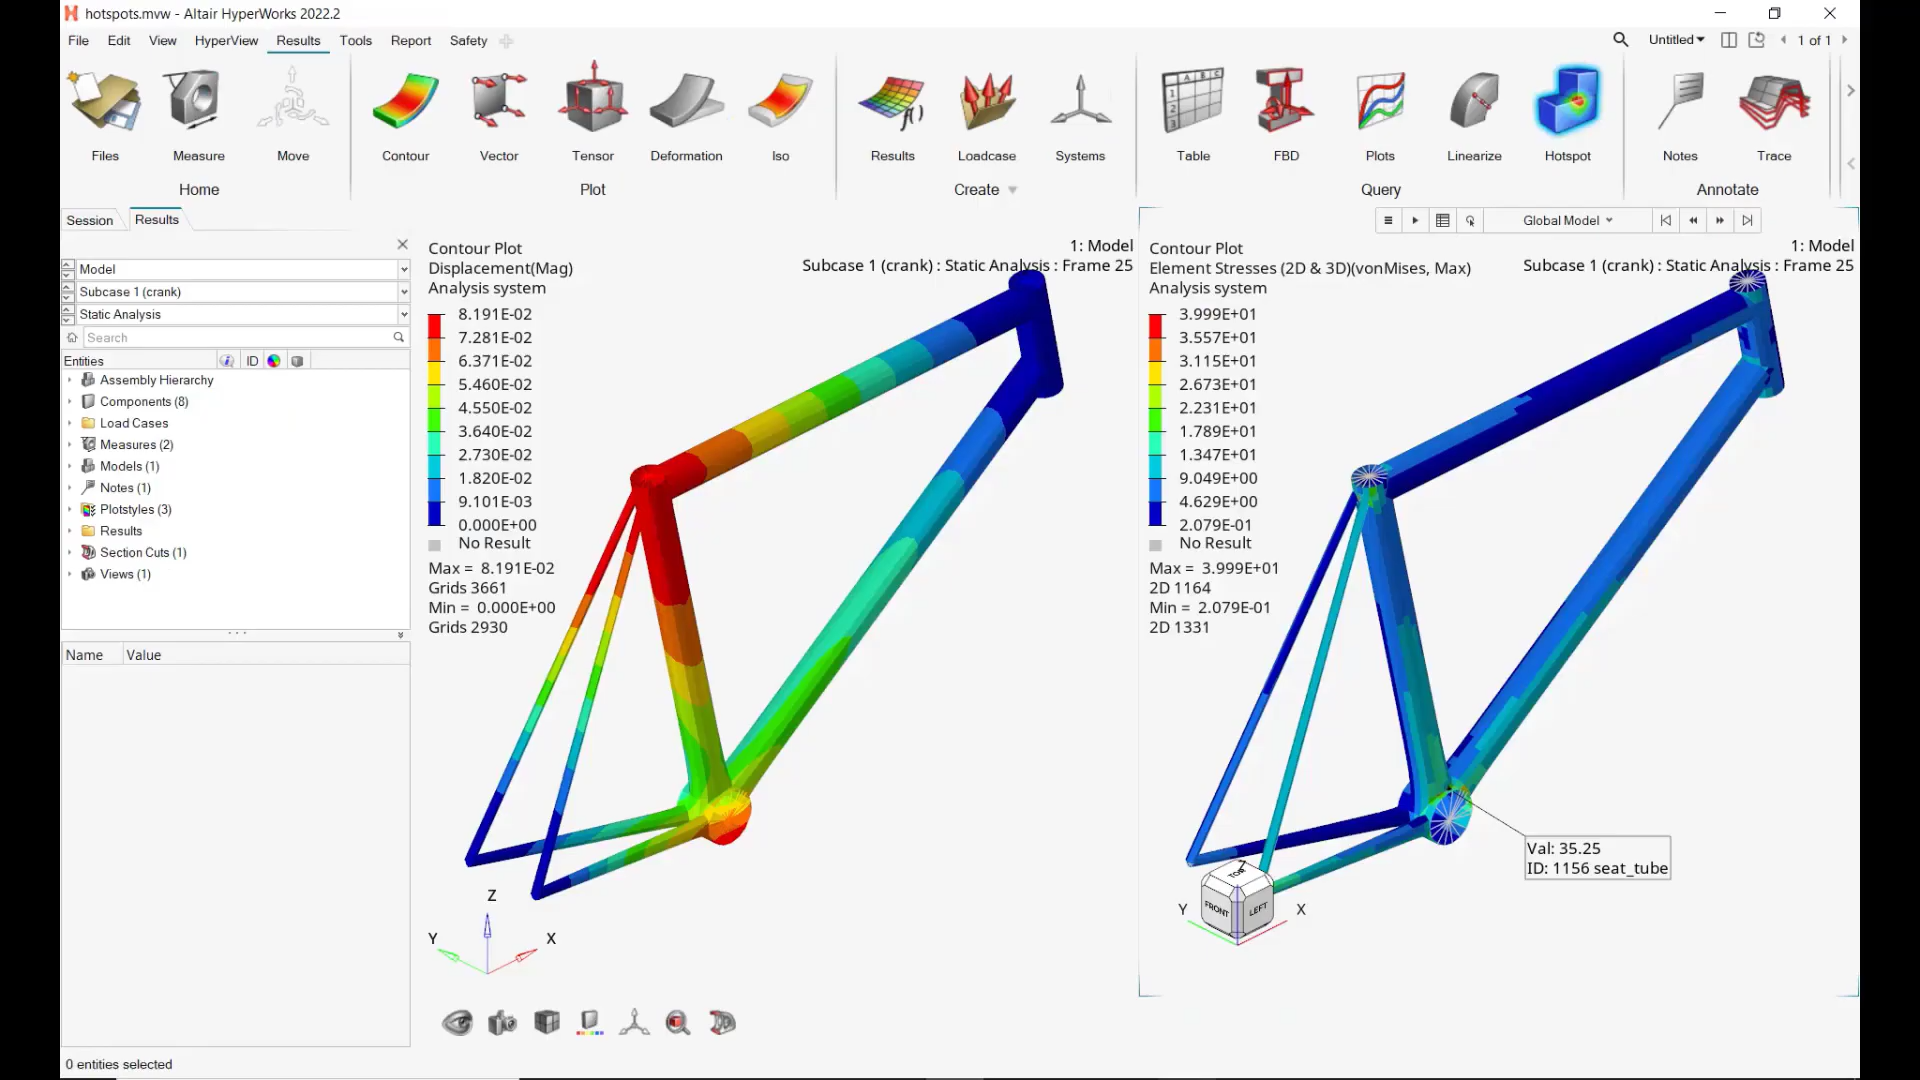 hotspots.mvw - Altair HyperWorks 2022.2
File Edit View HyperView Results Tools Report Safety
Untitled 1 of 1
Files Measure Move Contour Vector Tensor Deformation Iso Results Loadcase Systems Table FBD Plots Linearize Hotspot Notes Trace
Home Plot Create Query Annotate
Session Results
Global Model
Model
Subcase 1 (crank)
Static Analysis
Search
Entities ID
Assembly Hierarchy
Components (8)
Load Cases
Measures (2)
Models (1)
Notes (1)
Plotstyles (3)
Results
Section Cuts (1)
Views (1)
Name Value
0 entities selected
Contour Plot
Displacement(Mag)
Analysis system
1: Model
Subcase 1 (crank) : Static Analysis : Frame 25
8.191E-02
7.281E-02
6.371E-02
5.460E-02
4.550E-02
3.640E-02
2.730E-02
1.820E-02
9.101E-03
0.000E+00
No Result
Max = 8.191E-02
Grids 3661
Min = 0.000E+00
Grids 2930
Z
Y
X
Contour Plot
Element Stresses (2D & 3D)(vonMises, Max)
Analysis system
1: Model
Subcase 1 (crank) : Static Analysis : Frame 25
3.999E+01
3.557E+01
3.115E+01
2.673E+01
2.231E+01
1.789E+01
1.347E+01
9.049E+00
4.629E+00
2.079E-01
No Result
Max = 3.999E+01
2D 1164
Min = 2.079E-01
2D 1331
Val: 35.25
ID: 1156 seat_tube
Z
TOP
FRONT LEFT
Y
X